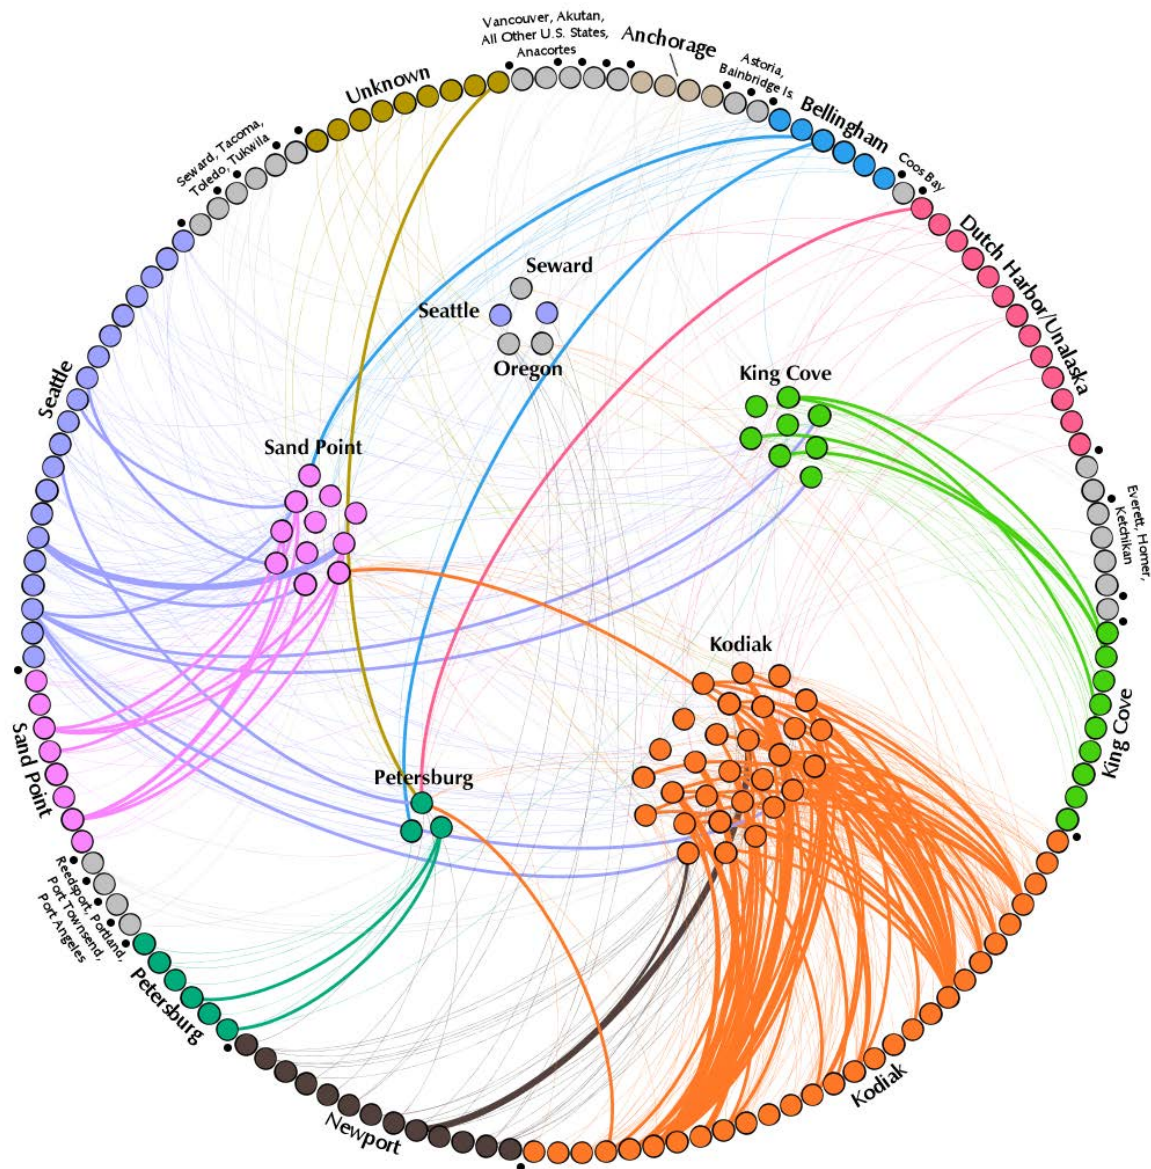 Vancouver, Akutan,
All Other U.S. States,
Anacortes
Anchorage
Astoria,
Bainbridge Is.
Bellingham
Coos Bay
Dutch Harbor/Unalaska
Everett, Homer,
Ketchikan
King Cove
Kodiak
Newport
Petersburg
Reedsport, Portland,
Port Townsend,
Port Angeles
Sand Point
Seattle
Seward, Tacoma,
Toledo, Tukwila
Unknown
Seward
Seattle
Oregon
King Cove
Sand Point
Kodiak
Petersburg